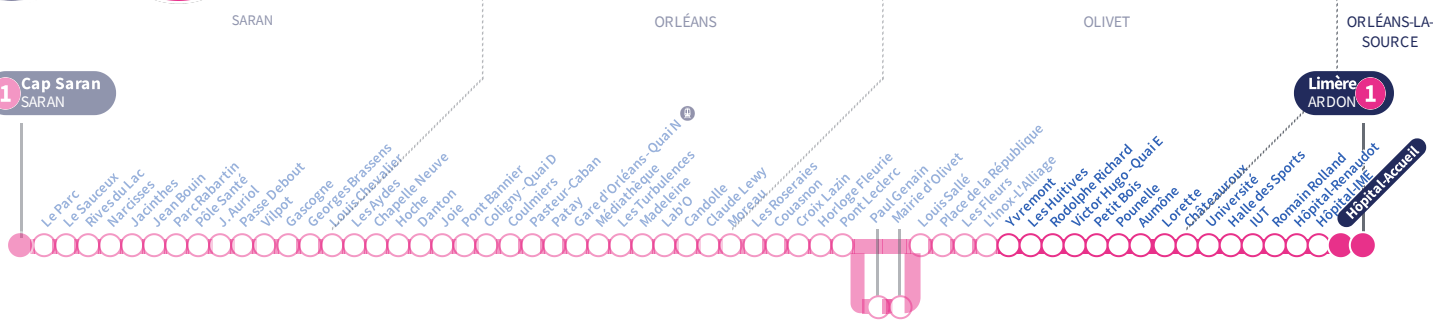 SARAN
ORLÉANS
OLIVET
ORLÉANS-LA-
SOURCE
1
Cap Saran
SARAN
Limère
ARDON
1
Le Parc
Le Sauceux
Rives du Lac
Narcisses
Jacinthes
Jean Bouin
Parc Rabartin
Pôle Santé
J. Auriol
Passe Debout
Vilpot
Gascogne
Georges Brassens
Louis Chevalier
Les Aydes
Chapelle Neuve
Hoche
Danton
Joie
Pont Bannier
Coligny - Quai D
Coulmiers
Pasteur-Caban
Patay
Gare d'Orléans - Quai N
Médiathèque
Les Turbulences
Madeleine
Lab'O
Candolle
Claude Lewy
Moreau
Les Roseraies
Couasnon
Croix Lazin
Horloge Fleurie
Pont Leclerc
Paul Genain
Mairie d'Olivet
Louis Sallé
Place de la République
Les Fleurs
L'Inox-L'Alliage
Yvremont
Les Huitives
Rodolphe Richard
Victor Hugo - Quai E
Petit Bois
Pounelle
Aumône
Lorette
Châteauroux
Université
Halle des Sports
IUT
Romain Rolland
Hôpital-Renaudot
Hôpital-IME
Hôpital-Accueil